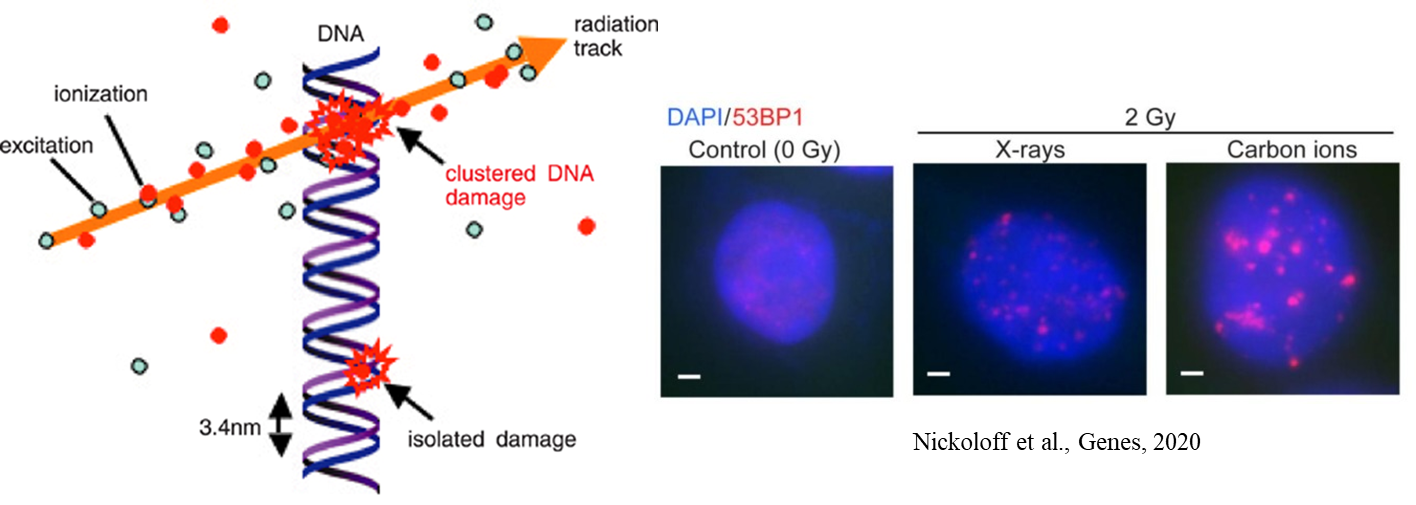 DNA
radiation
track
ionization
excitation
clustered DNA
damage
3.4nm
isolated damage
DAPI/53BP1
2 Gy
Control (0 Gy)
X-rays
Carbon ions
Nickoloff et al., Genes, 2020